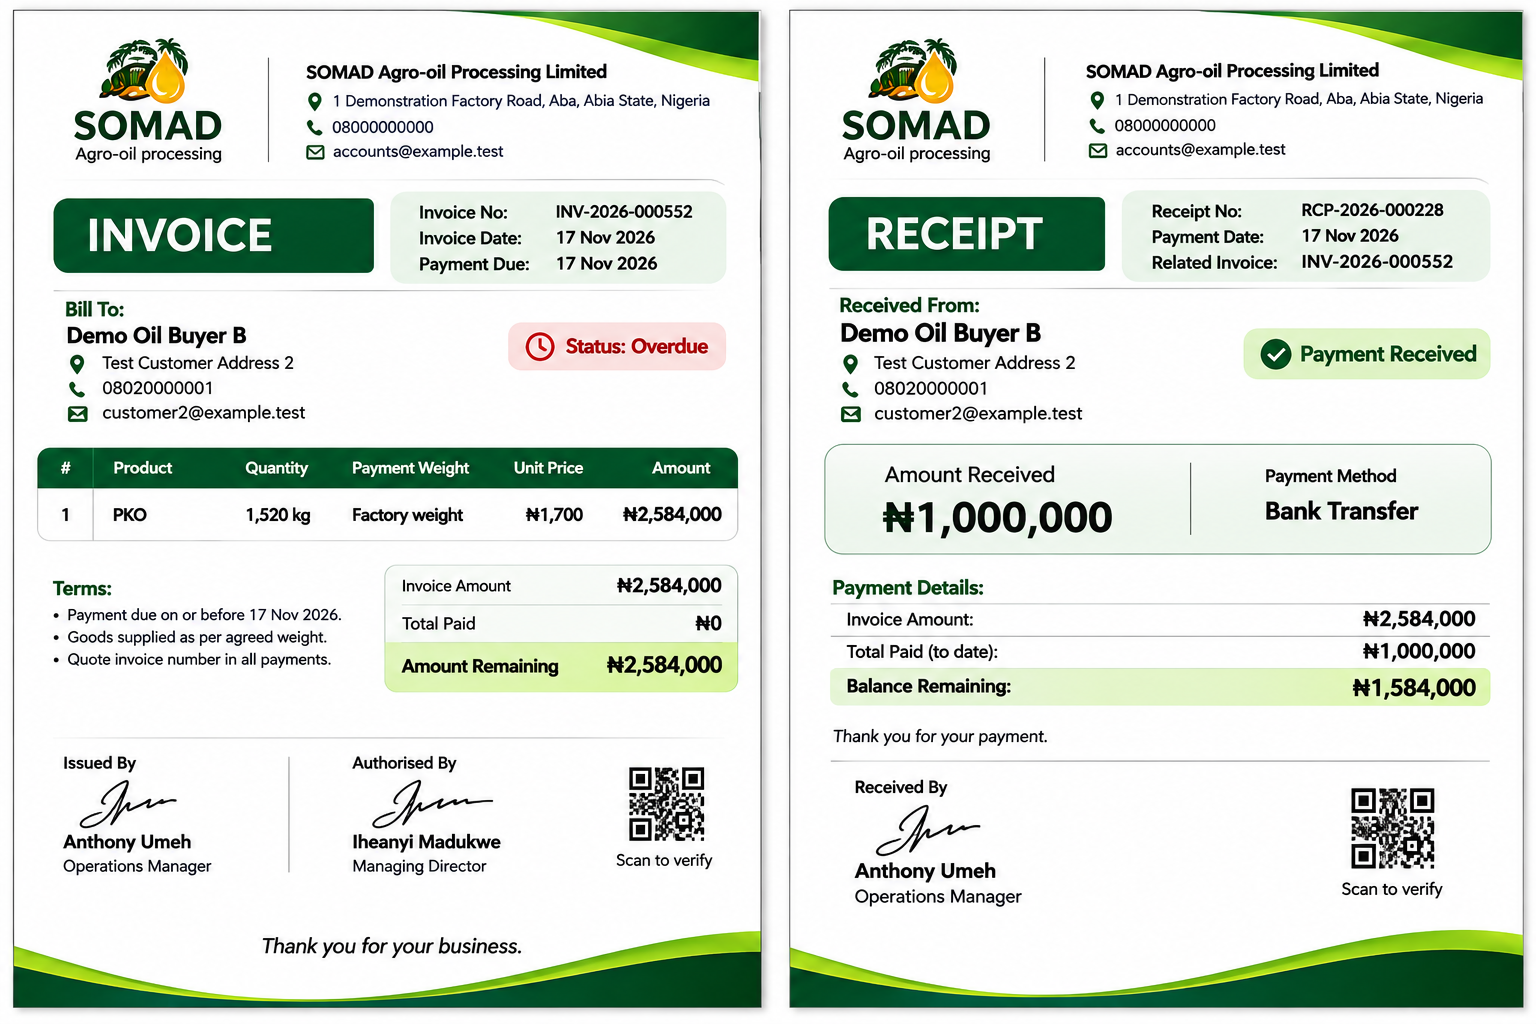 SOMAD
Agro-oil processing
SOMAD Agro-oil Processing Limited
1 Demonstration Factory Road, Aba, Abia State, Nigeria
08000000000
accounts@example.test
INVOICE
Invoice No: INV-2026-000552
Invoice Date: 17 Nov 2026
Payment Due: 17 Nov 2026
Bill To:
Demo Oil Buyer B
Test Customer Address 2
08020000001
customer2@example.test
Status: Overdue
# Product Quantity Payment Weight Unit Price Amount
1 PKO 1,520 kg Factory weight ₦1,700 ₦2,584,000
Terms:
• Payment due on or before 17 Nov 2026.
• Goods supplied as per agreed weight.
• Quote invoice number in all payments.
Invoice Amount ₦2,584,000
Total Paid ₦0
Amount Remaining ₦2,584,000
Issued By
Anthony Umeh
Operations Manager
Authorised By
Iheanyi Madukwe
Managing Director
Scan to verify
Thank you for your business.
SOMAD
Agro-oil processing
SOMAD Agro-oil Processing Limited
1 Demonstration Factory Road, Aba, Abia State, Nigeria
08000000000
accounts@example.test
RECEIPT
Receipt No: RCP-2026-000228
Payment Date: 17 Nov 2026
Related Invoice: INV-2026-000552
Received From:
Demo Oil Buyer B
Test Customer Address 2
08020000001
customer2@example.test
Payment Received
Amount Received
₦1,000,000
Payment Method
Bank Transfer
Payment Details:
Invoice Amount: ₦2,584,000
Total Paid (to date): ₦1,000,000
Balance Remaining: ₦1,584,000
Thank you for your payment.
Received By
Anthony Umeh
Operations Manager
Scan to verify